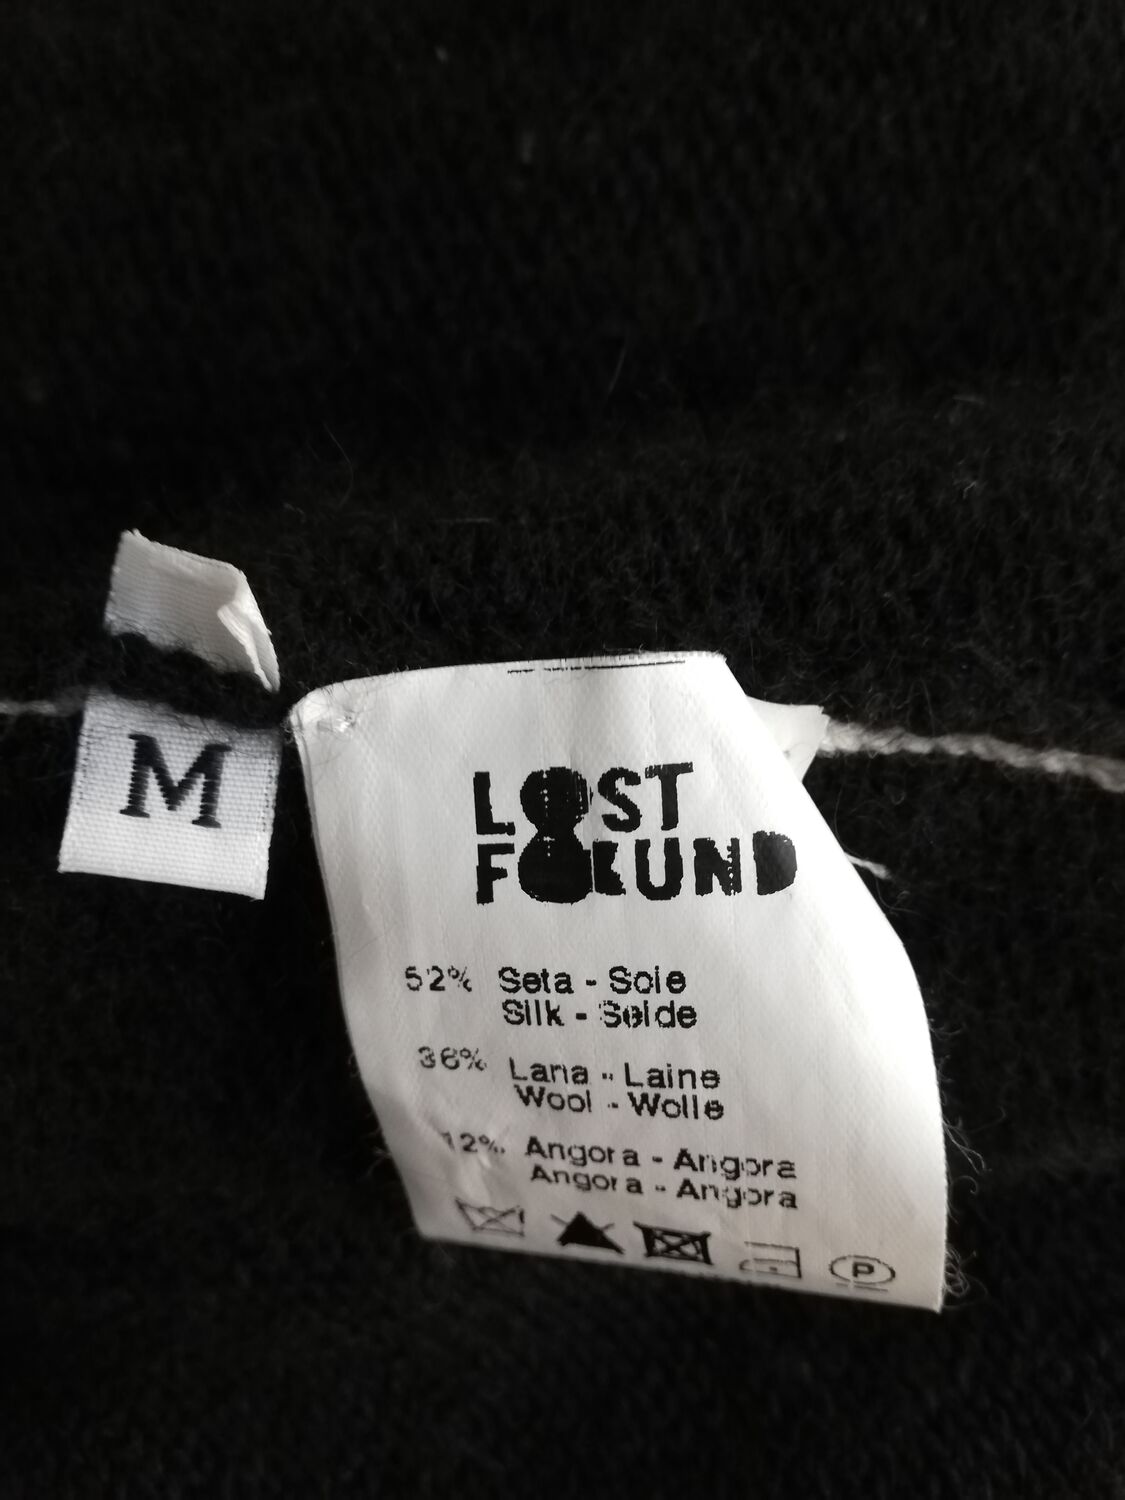 M
LOST
FOUND
52% Seta - Soie
Silk - Seide
36% Lana - Laine
Wool - Wolle
12% Angora - Angora
Angora - Angora
P